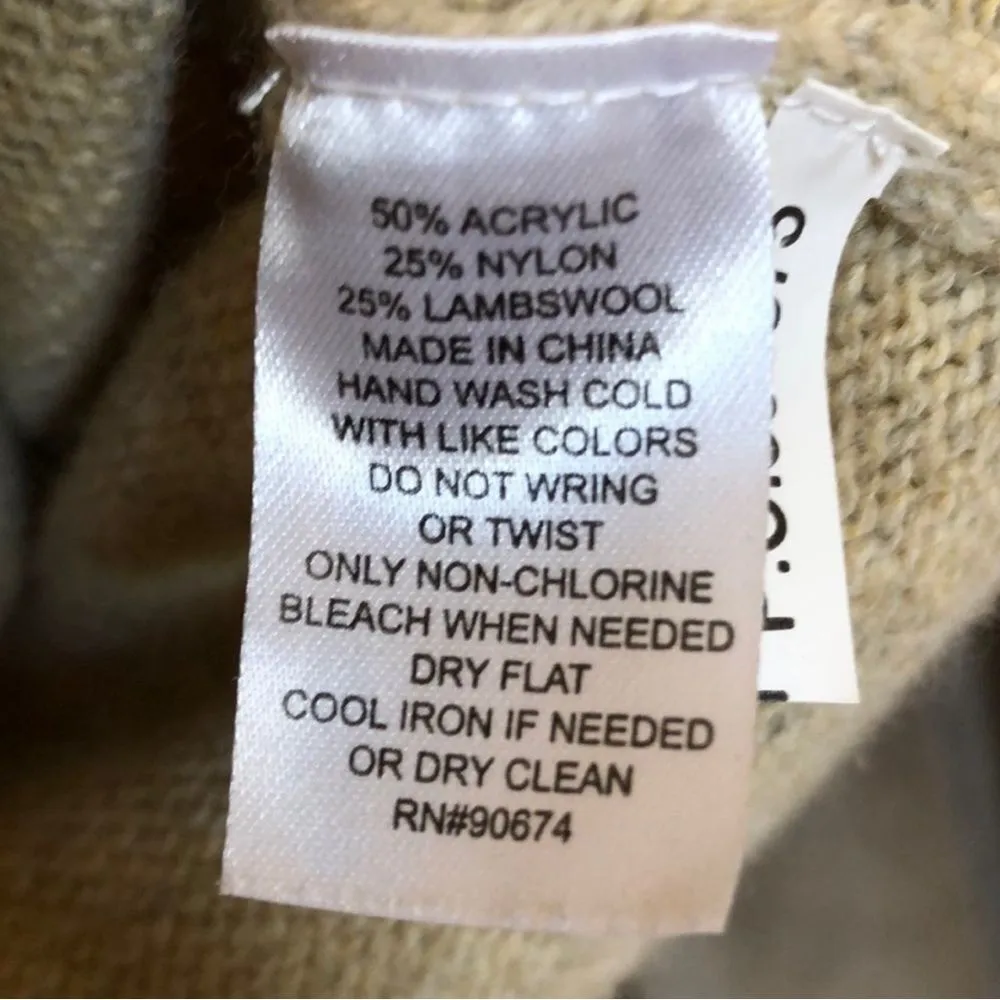 50% ACRYLIC
25% NYLON
25% LAMBSWOOL
MADE IN CHINA
HAND WASH COLD
WITH LIKE COLORS
DO NOT WRING
OR TWIST
ONLY NON-CHLORINE
BLEACH WHEN NEEDED
DRY FLAT
COOL IRON IF NEEDED
OR DRY CLEAN
RN#90674